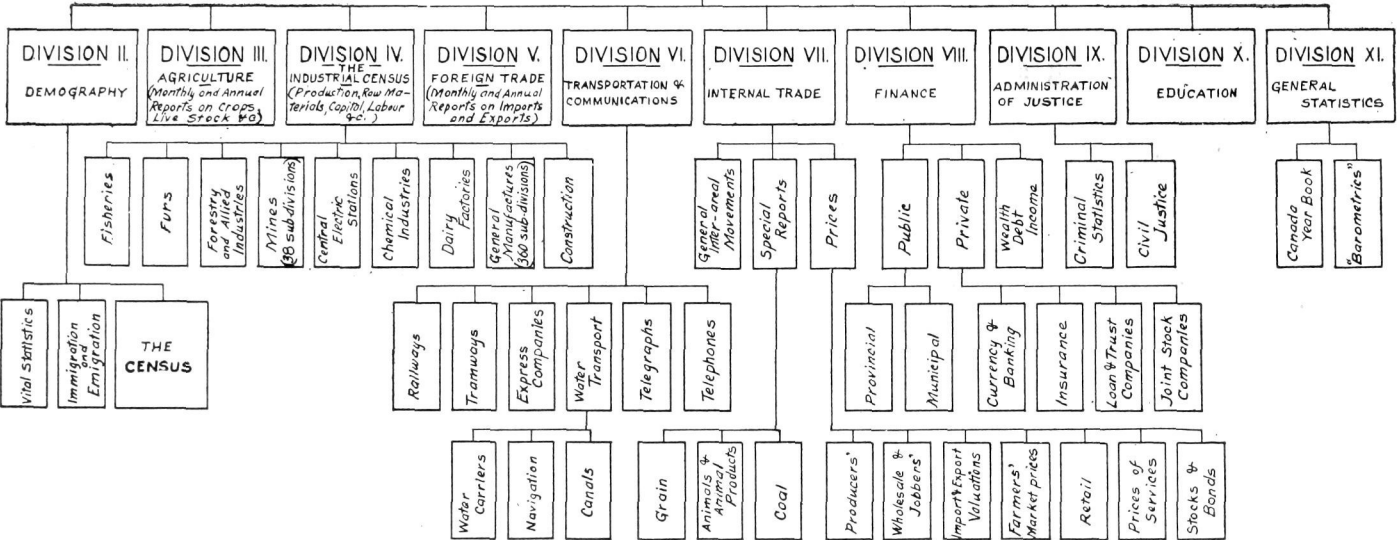 DIVISION II.
DEMOGRAPHY
DIVISION III.
AGRICULTURE
(Monthly and Annual
Reports on Crops,
Live Stock &c)
DIVISION IV.
THE
INDUSTRIAL CENSUS
(Production, Raw Ma-
terials, Capital, Labour
&c.)
DIVISION V.
FOREIGN TRADE
(Monthly and Annual
Reports on Imports
and Exports)
DIVISION VI.
TRANSPORTATION &
COMMUNICATIONS
DIVISION VII.
INTERNAL TRADE
DIVISION VIII.
FINANCE
DIVISION IX.
ADMINISTRATION
OF JUSTICE
DIVISION X.
EDUCATION
DIVISION XI.
GENERAL
STATISTICS
Fisheries
Furs
Forestry
and Allied
Industries
Mines
(38 sub-divisions)
Central
Electric
Stations
Chemical
Industries
Dairy
Factories
General
Manufactures
(360 sub-divisions)
Construction
General
Inter-areal
Movements
Special
Reports
Prices
Public
Private
Wealth
Debt
Income
Criminal
Statistics
Civil
Justice
Canada
Year Book
"Barometrics"
Vital Statistics
Immigration
and
Emigration
THE
CENSUS
Railways
Tramways
Express
Companies
Water
Transport
Telegraphs
Telephones
Provincial
Municipal
Currency &
Banking
Insurance
Loan & Trust
Companies
Joint Stock
Companies
Water
Carriers
Navigation
Canals
Grain
Animals &
Animal
Products
Coal
Producers'
Wholesale &
Jobbers'
Import & Export
Valuations
Farmers'
Market prices
Retail
Prices of
Services
Stocks &
Bonds